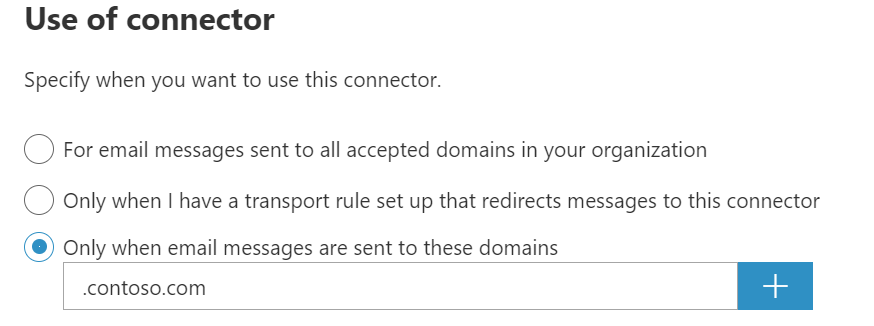 Use of connector
Specify when you want to use this connector.
For email messages sent to all accepted domains in your organization
Only when I have a transport rule set up that redirects messages to this connector
Only when email messages are sent to these domains
.contoso.com